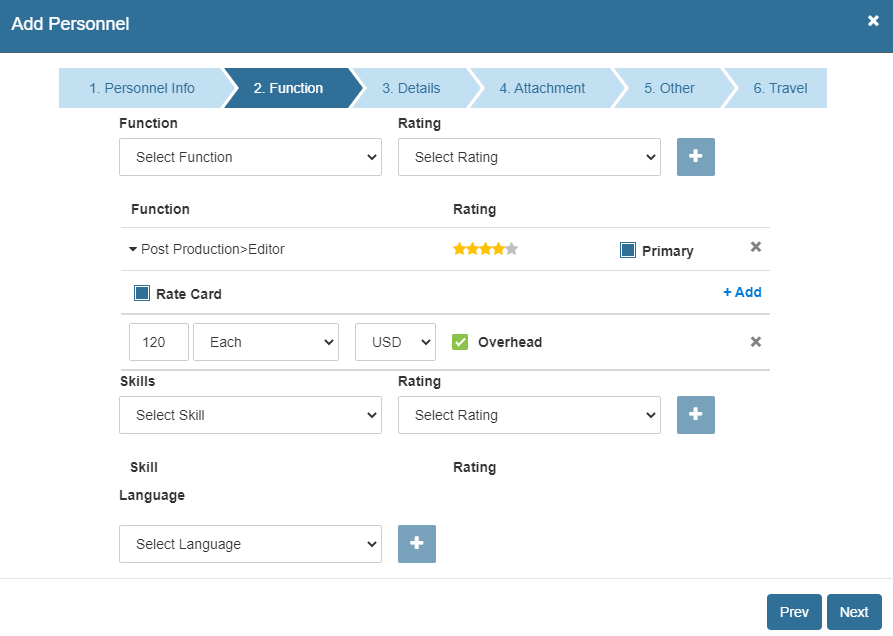 Add Personnel
1. Personnel Info 2. Function 3. Details 4. Attachment 5. Other 6. Travel
Function Rating
Select Function Select Rating
Function Rating
Post Production>Editor Primary
Rate Card + Add
120 Each USD Overhead
Skills Rating
Select Skill Select Rating
Skill Rating
Language
Select Language
Prev Next